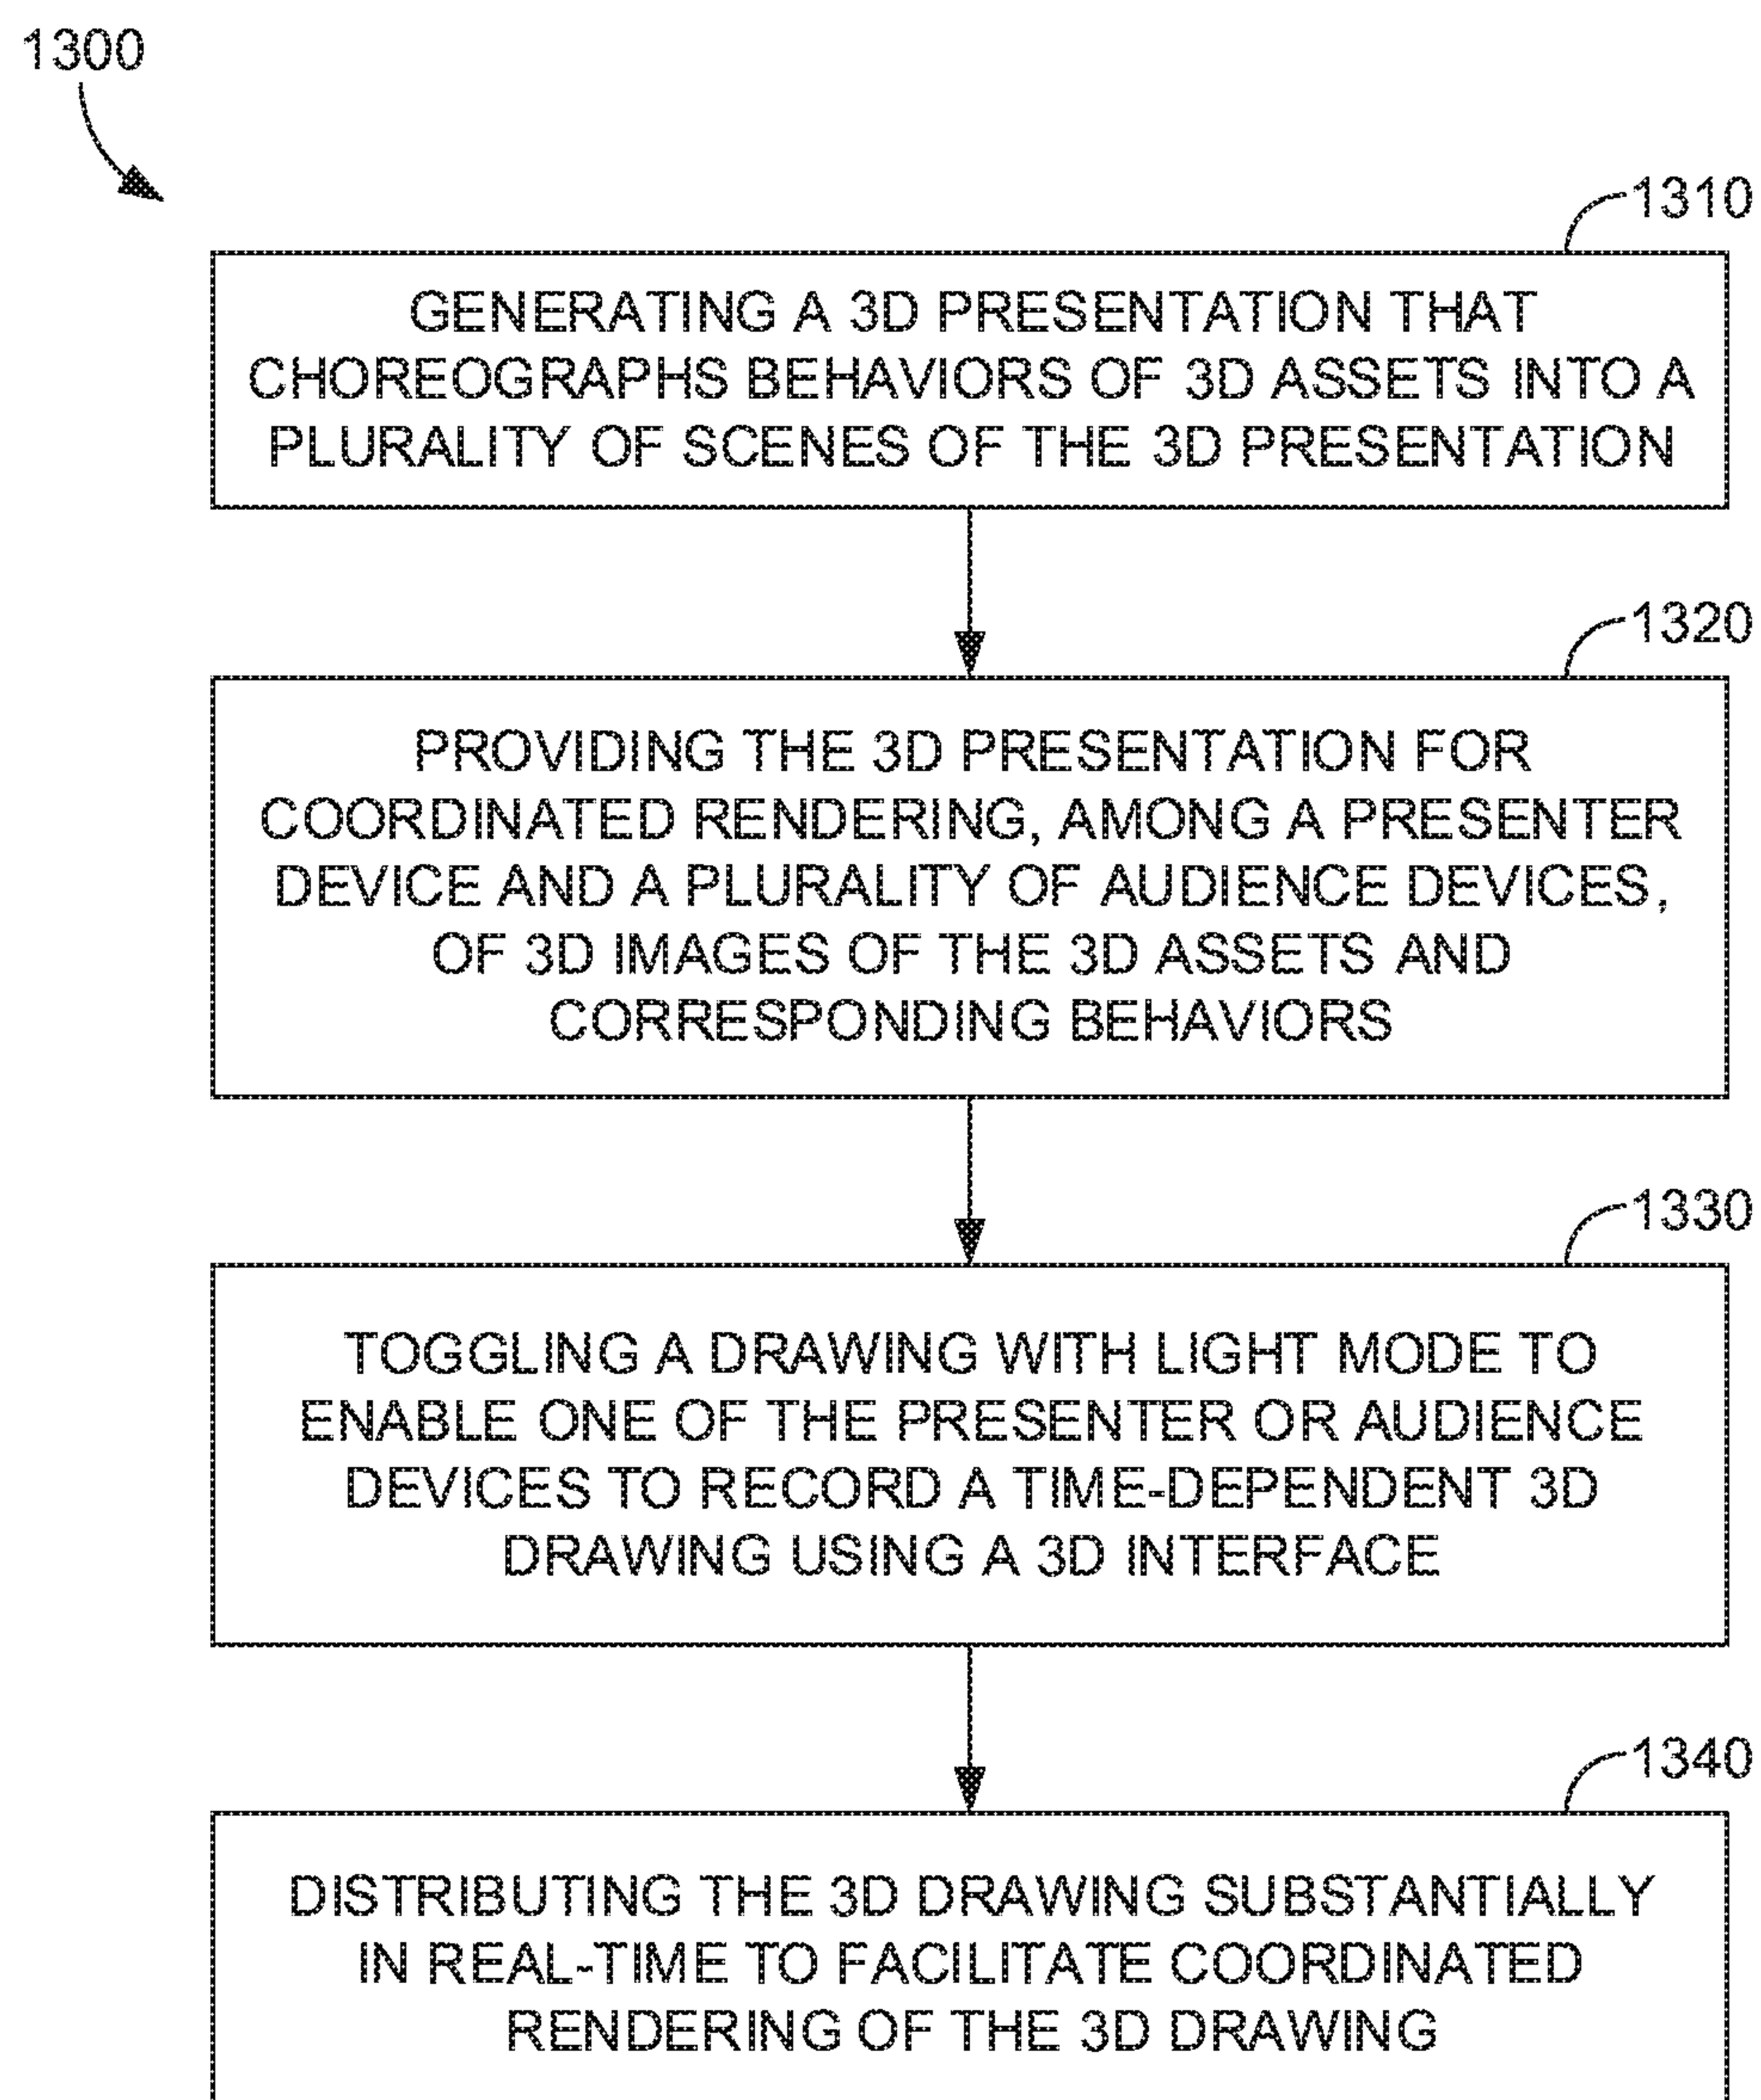 1300
1310
GENERATING A 3D PRESENTATION THAT
CHOREOGRAPHS BEHAVIORS OF 3D ASSETS INTO A
PLURALITY OF SCENES OF THE 3D PRESENTATION
1320
PROVIDING THE 3D PRESENTATION FOR
COORDINATED RENDERING, AMONG A PRESENTER
DEVICE AND A PLURALITY OF AUDIENCE DEVICES,
OF 3D IMAGES OF THE 3D ASSETS AND
CORRESPONDING BEHAVIORS
1330
TOGGLING A DRAWING WITH LIGHT MODE TO
ENABLE ONE OF THE PRESENTER OR AUDIENCE
DEVICES TO RECORD A TIME-DEPENDENT 3D
DRAWING USING A 3D INTERFACE
1340
DISTRIBUTING THE 3D DRAWING SUBSTANTIALLY
IN REAL-TIME TO FACILITATE COORDINATED
RENDERING OF THE 3D DRAWING